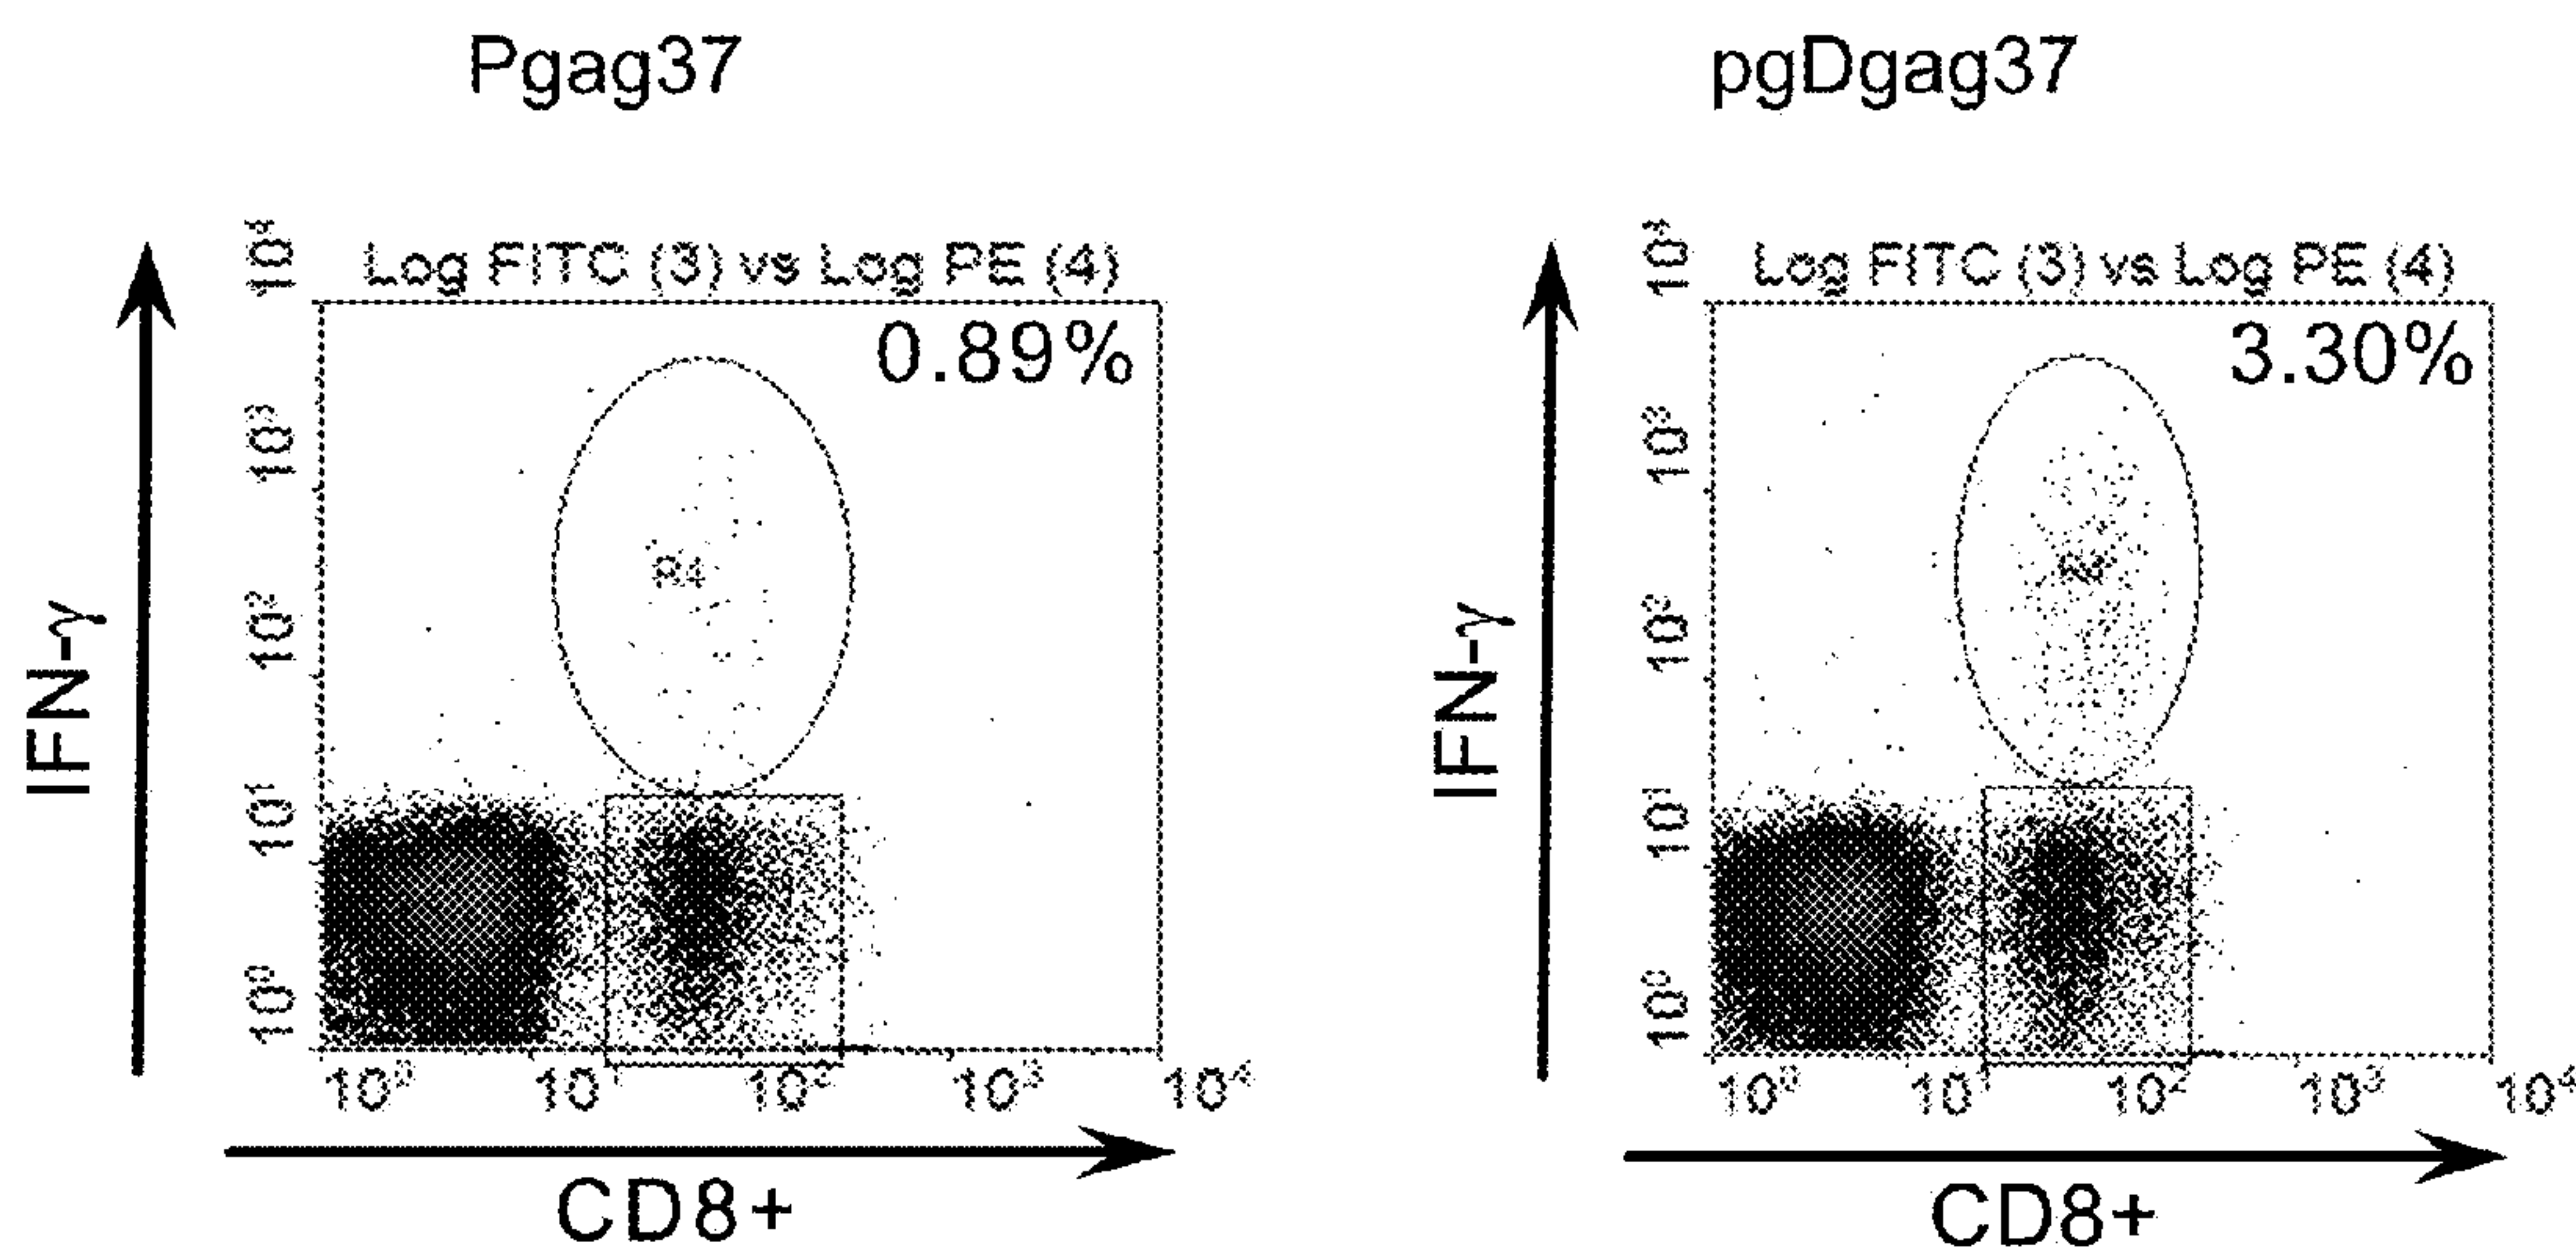 Pgag37
pgDgag37
Log FITC (3) vs Log PE (4)
0.89%
IFN-γ
10⁴
10³
10²
10¹
10⁰
R4
10⁰ 10¹ 10² 10³ 10⁴
CD8+
Log FITC (3) vs Log PE (4)
3.30%
IFN-γ
10⁴
10³
10²
10¹
10⁰
10⁰ 10¹ 10² 10³ 10⁴
CD8+